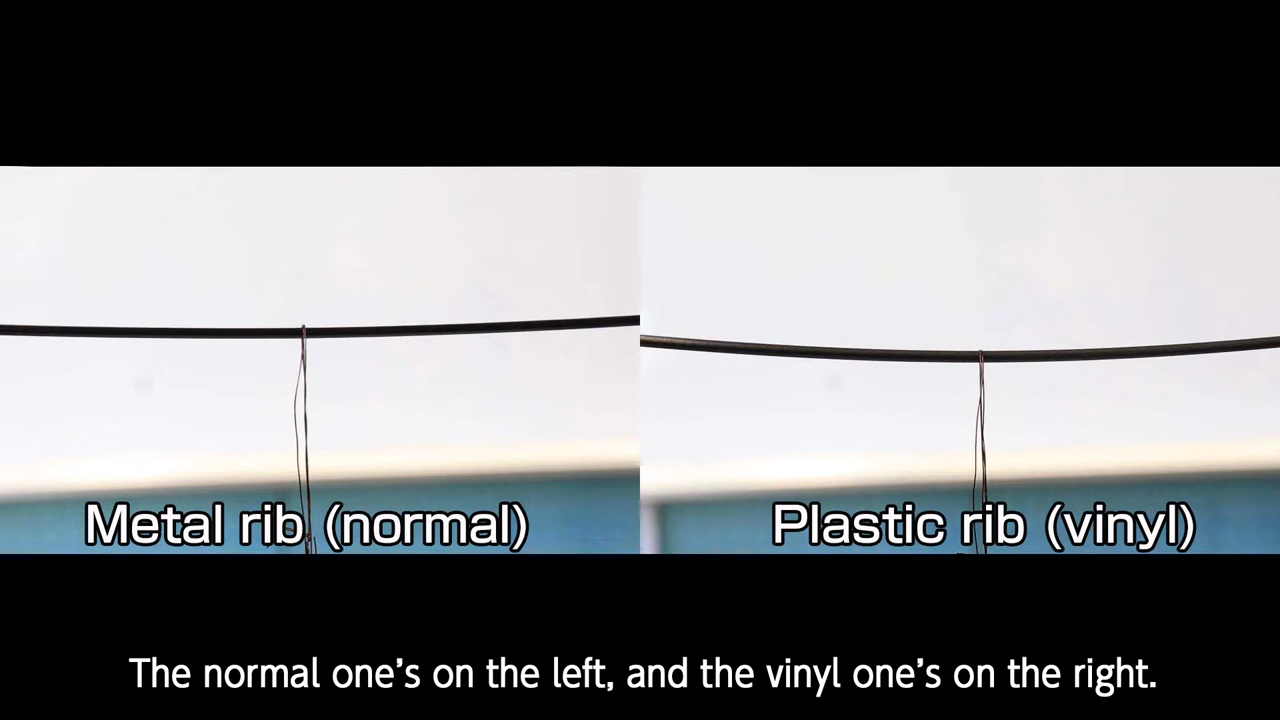 Metal rib (normal)
Plastic rib (vinyl)
The normal one's on the left, and the vinyl one's on the right.